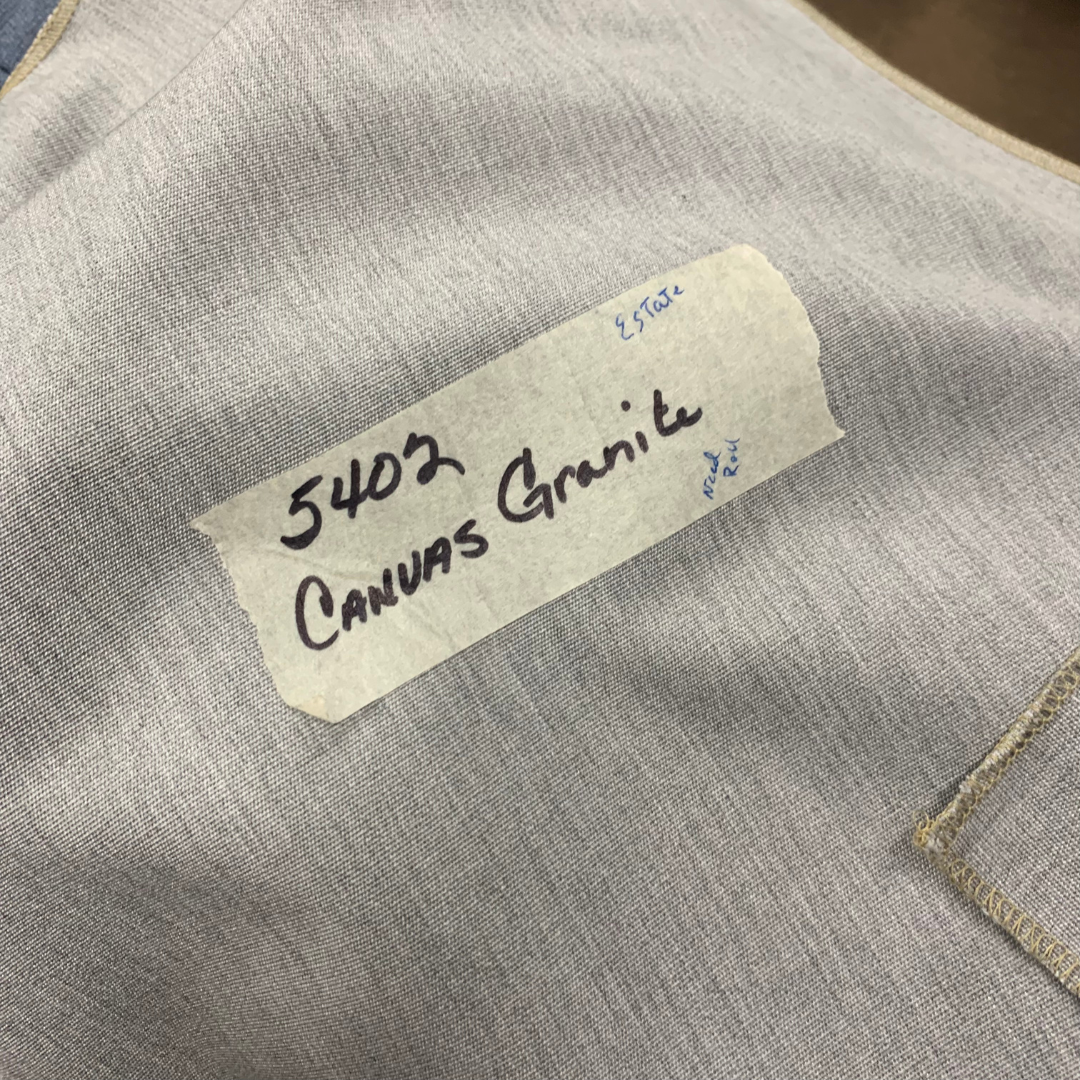 EsTaTe
5402
CANVAS Granite
Need
Roll